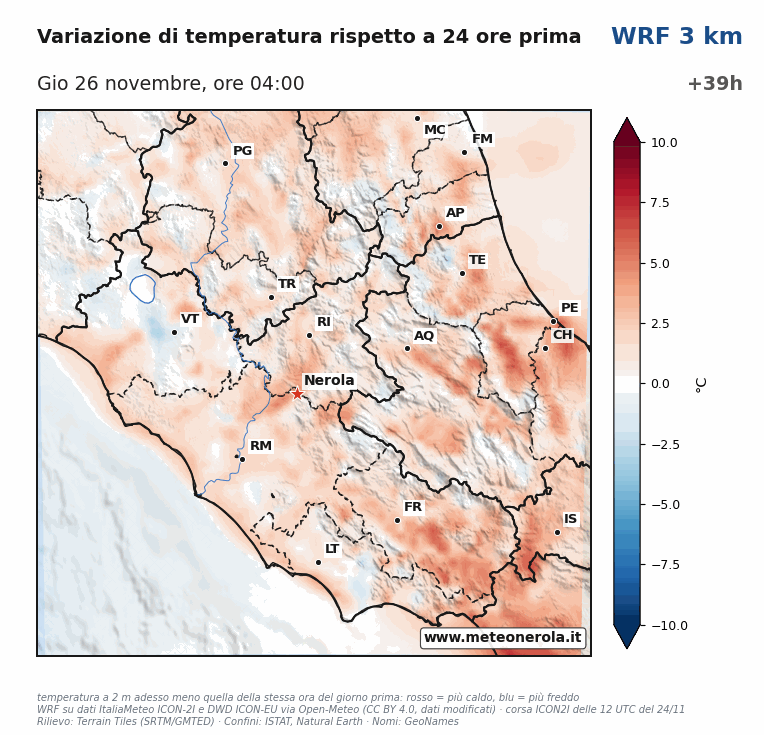 Variazione di temperatura rispetto a 24 ore prima
WRF 3 km
Gio 26 novembre, ore 04:00
+39h
MC
FM
PG
AP
TE
TR
PE
VT
RI
AQ
CH
Nerola
RM
FR
IS
LT
www.meteonerola.it
10.0
7.5
5.0
2.5
0.0
−2.5
−5.0
−7.5
−10.0
°C
temperatura a 2 m adesso meno quella della stessa ora del giorno prima: rosso = più caldo, blu = più freddo
WRF su dati ItaliaMeteo ICON-2I e DWD ICON-EU via Open-Meteo (CC BY 4.0, dati modificati) · corsa ICON2I delle 12 UTC del 24/11
Rilievo: Terrain Tiles (SRTM/GMTED) · Confini: ISTAT, Natural Earth · Nomi: GeoNames